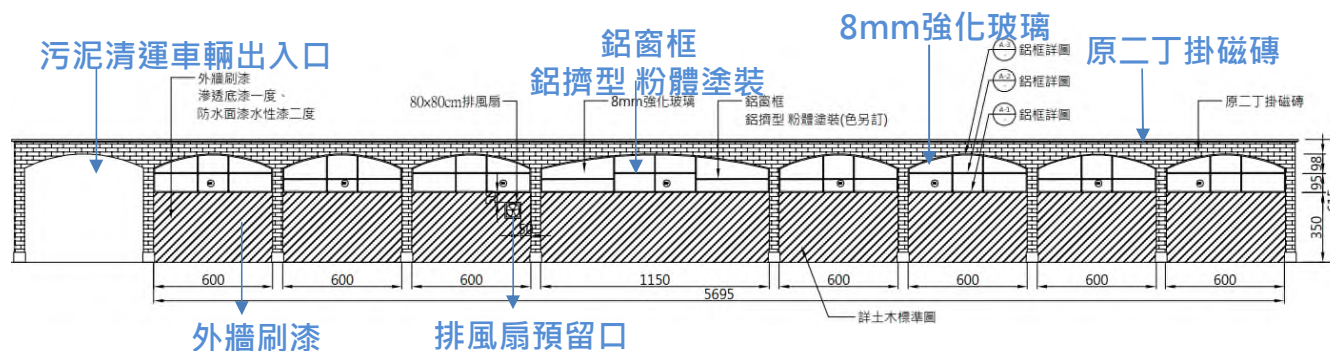 污泥清運車輛出入口
鋁窗框
鋁擠型 粉體塗裝
8mm強化玻璃
原二丁掛磁磚
外牆刷漆
滲透底漆一度、
防水面漆水性漆二度
80x80cm排風扇
8mm強化玻璃
鋁窗框
鋁擠型 粉體塗裝(色另訂)
A-3 鋁框詳圖
A-2 鋁框詳圖
A-1 鋁框詳圖
原二丁掛磁磚
98
95
350
50
600 600 600 1150 600 600 600 600
5695
詳土木標準圖
外牆刷漆
排風扇預留口